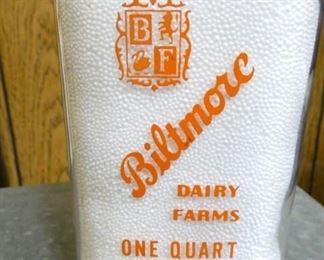 B F
Biltmore
DAIRY
FARMS
ONE QUART